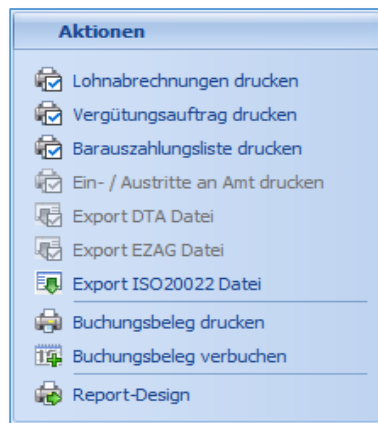 Aktionen
Lohnabrechnungen drucken
Vergütungsauftrag drucken
Barauszahlungsliste drucken
Ein- / Austritte an Amt drucken
Export DTA Datei
Export EZAG Datei
Export ISO20022 Datei
Buchungsbeleg drucken
Buchungsbeleg verbuchen
Report-Design